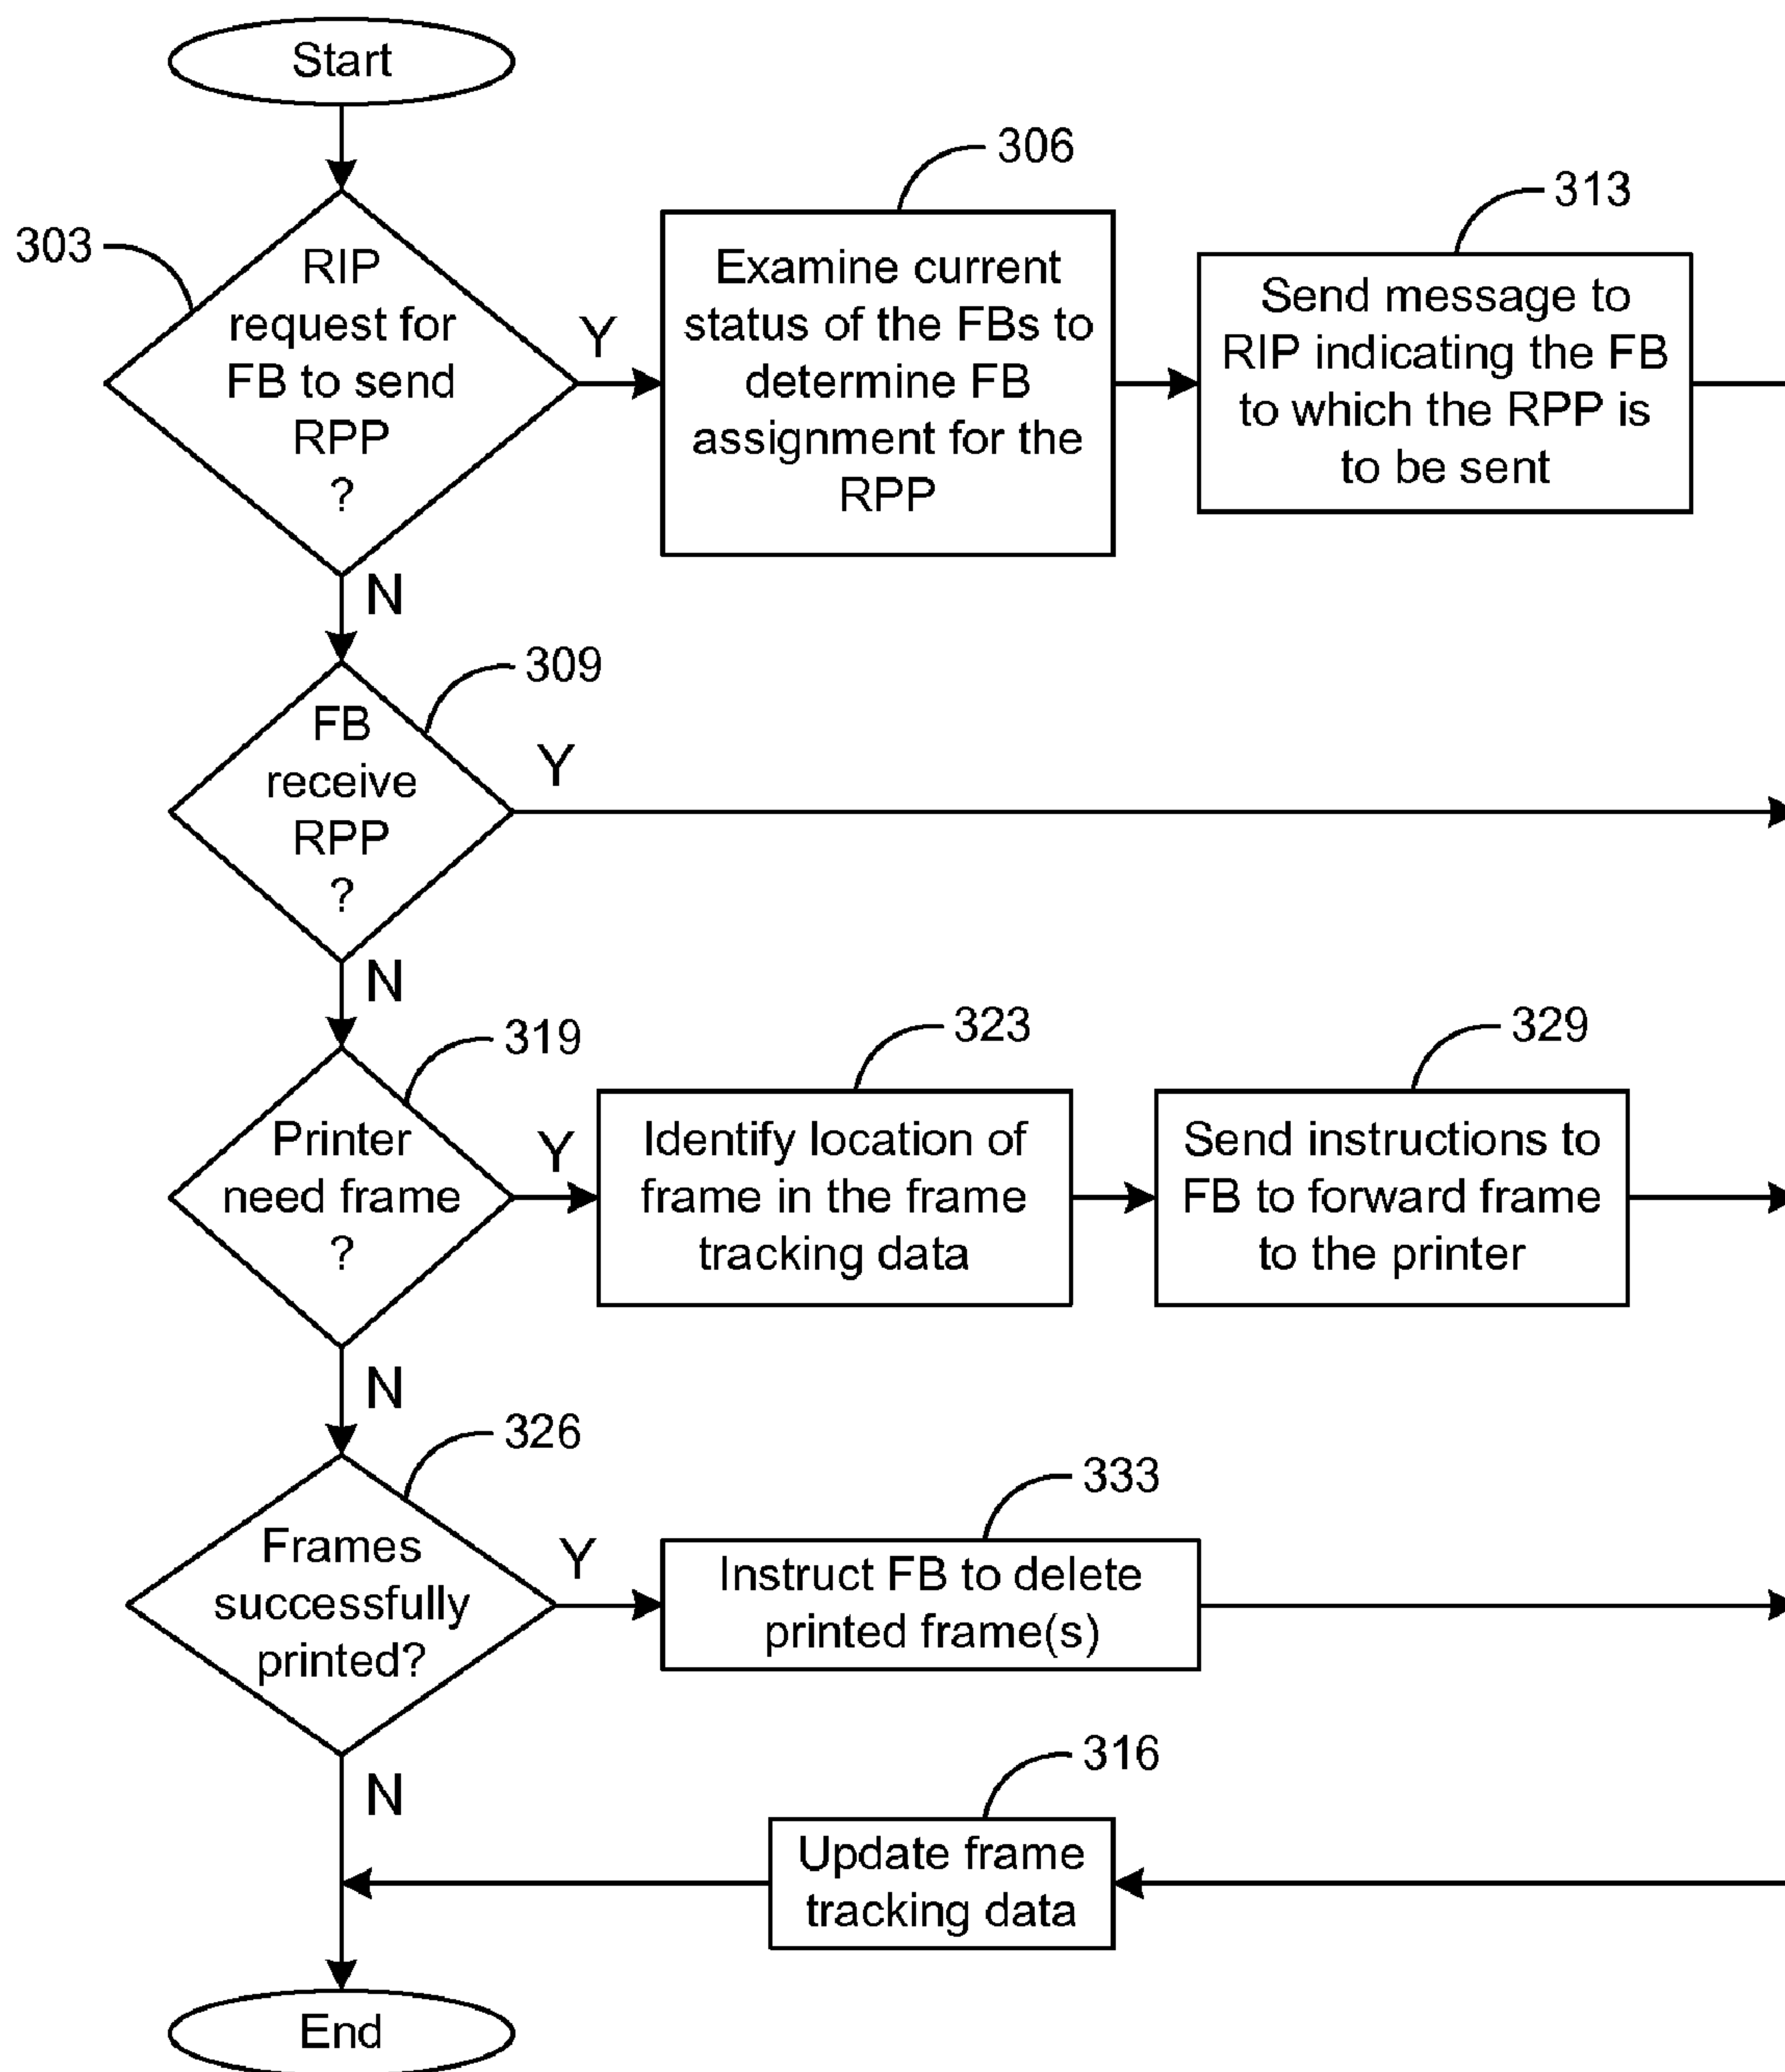 Start
303
RIP
request for
FB to send
RPP
?
Y
N
306
Examine current
status of the FBs to
determine FB
assignment for the
RPP
313
Send message to
RIP indicating the FB
to which the RPP is
to be sent
309
FB
receive
RPP
?
Y
N
319
Printer
need frame
?
Y
N
323
Identify location of
frame in the frame
tracking data
329
Send instructions to
FB to forward frame
to the printer
326
Frames
successfully
printed?
Y
N
333
Instruct FB to delete
printed frame(s)
316
Update frame
tracking data
End